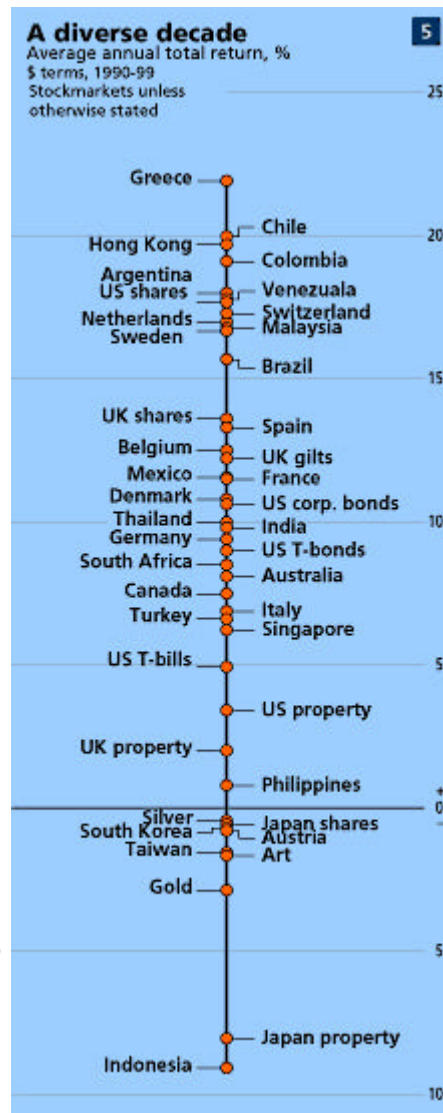 A diverse decade
5
Average annual total return, %
$ terms, 1990-99
Stockmarkets unless
otherwise stated
25
Greece
20
Chile
Hong Kong
Colombia
Argentina
US shares
Venezuala
Switzerland
Netherlands
Malaysia
Sweden
15
Brazil
UK shares
Spain
Belgium
UK gilts
Mexico
France
Denmark
US corp. bonds
Thailand
10
India
Germany
US T-bonds
South Africa
Australia
Canada
Italy
Turkey
Singapore
US T-bills
5
US property
UK property
Philippines
+
0
–
Silver
Japan shares
South Korea
Austria
Taiwan
Art
Gold
5
Japan property
Indonesia
10